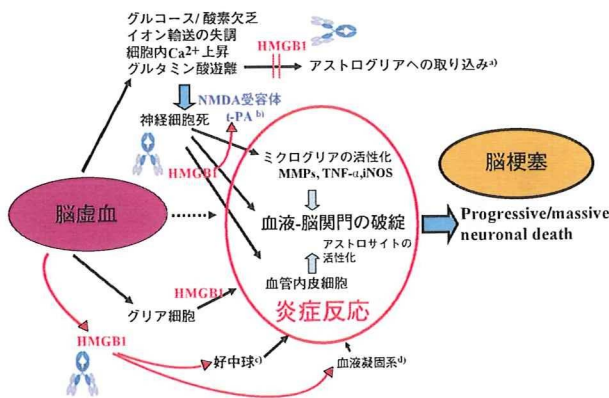 グルコース/酸素欠乏
イオン輸送の失調
細胞内Ca²⁺上昇
グルタミン酸遊離
HMGB1
アストログリアへの取り込みa)
NMDA受容体
t-PA b)
神経細胞死
HMGB1
ミクログリアの活性化
MMPs, TNF-α,iNOS
脳梗塞
脳虚血
血液-脳関門の破綻
Progressive/massive
neuronal death
アストロサイトの
活性化
血管内皮細胞
HMGB1
炎症反応
グリア細胞
HMGB1
好中球c)
血液凝固系d)